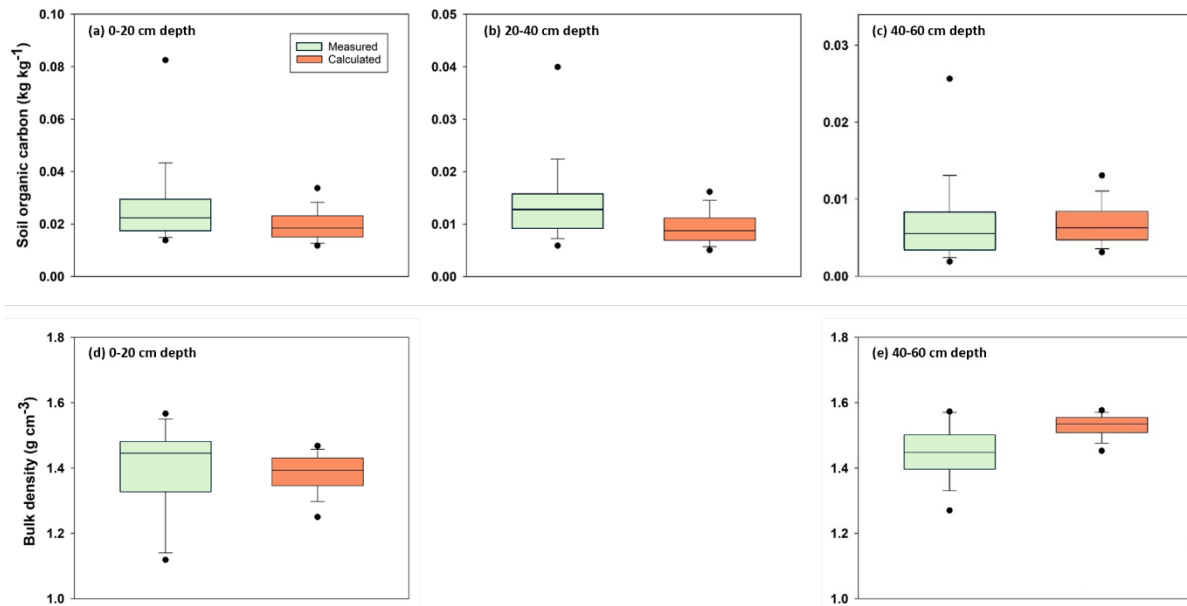 (a) 0-20 cm depth
Measured
Calculated
Soil organic carbon (kg kg⁻¹)
0.10
0.08
0.06
0.04
0.02
0.00
(b) 20-40 cm depth
0.05
0.04
0.03
0.02
0.01
0.00
(c) 40-60 cm depth
0.03
0.02
0.01
0.00
(d) 0-20 cm depth
Bulk density (g cm⁻³)
1.8
1.6
1.4
1.2
1.0
(e) 40-60 cm depth
1.8
1.6
1.4
1.2
1.0